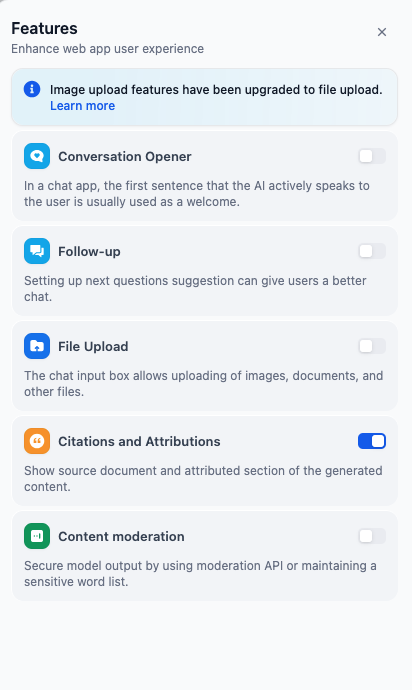 Features
Enhance web app user experience
Image upload features have been upgraded to file upload.
Learn more
Conversation Opener
In a chat app, the first sentence that the AI actively speaks to
the user is usually used as a welcome.
Follow-up
Setting up next questions suggestion can give users a better
chat.
File Upload
The chat input box allows uploading of images, documents, and
other files.
Citations and Attributions
Show source document and attributed section of the generated
content.
Content moderation
Secure model output by using moderation API or maintaining a
sensitive word list.